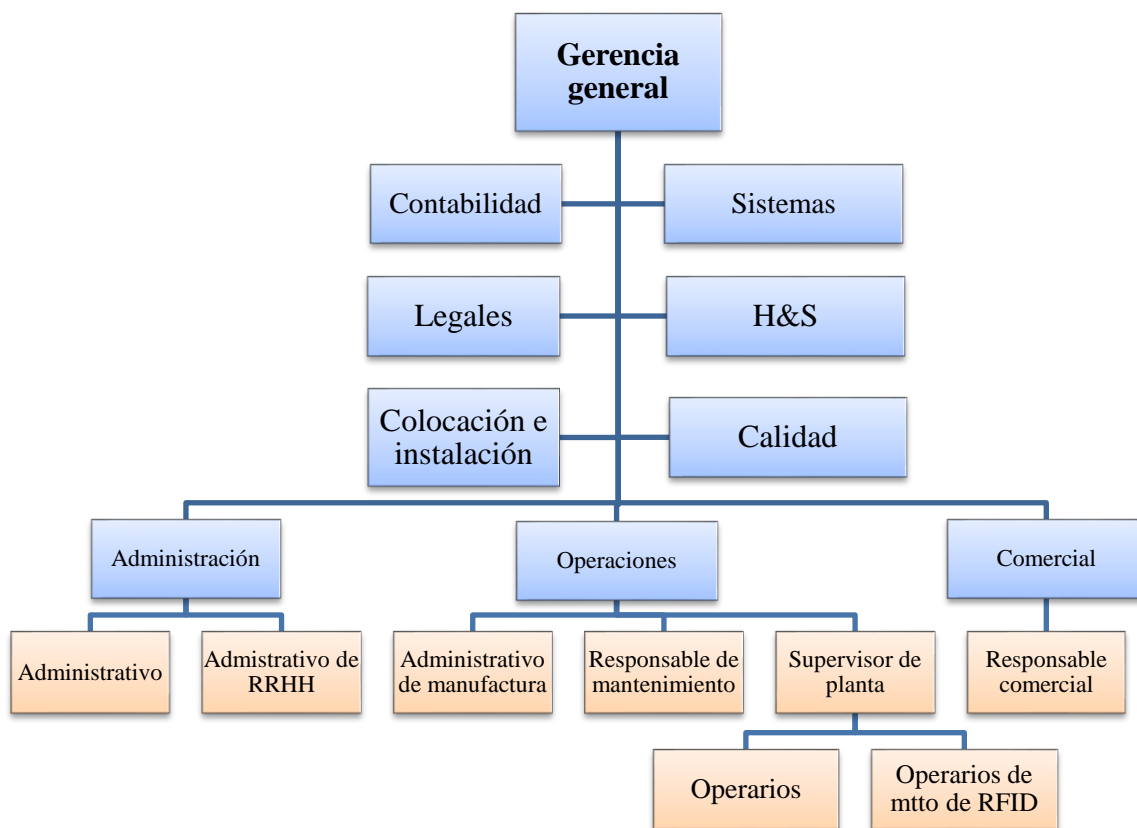 Gerencia
general
Contabilidad
Sistemas
Legales
H&S
Colocación e
instalación
Calidad
Administración
Operaciones
Comercial
Administrativo
Admistrativo de
RRHH
Administrativo
de manufactura
Responsable de
mantenimiento
Supervisor de
planta
Responsable
comercial
Operarios
Operarios de
mtto de RFID